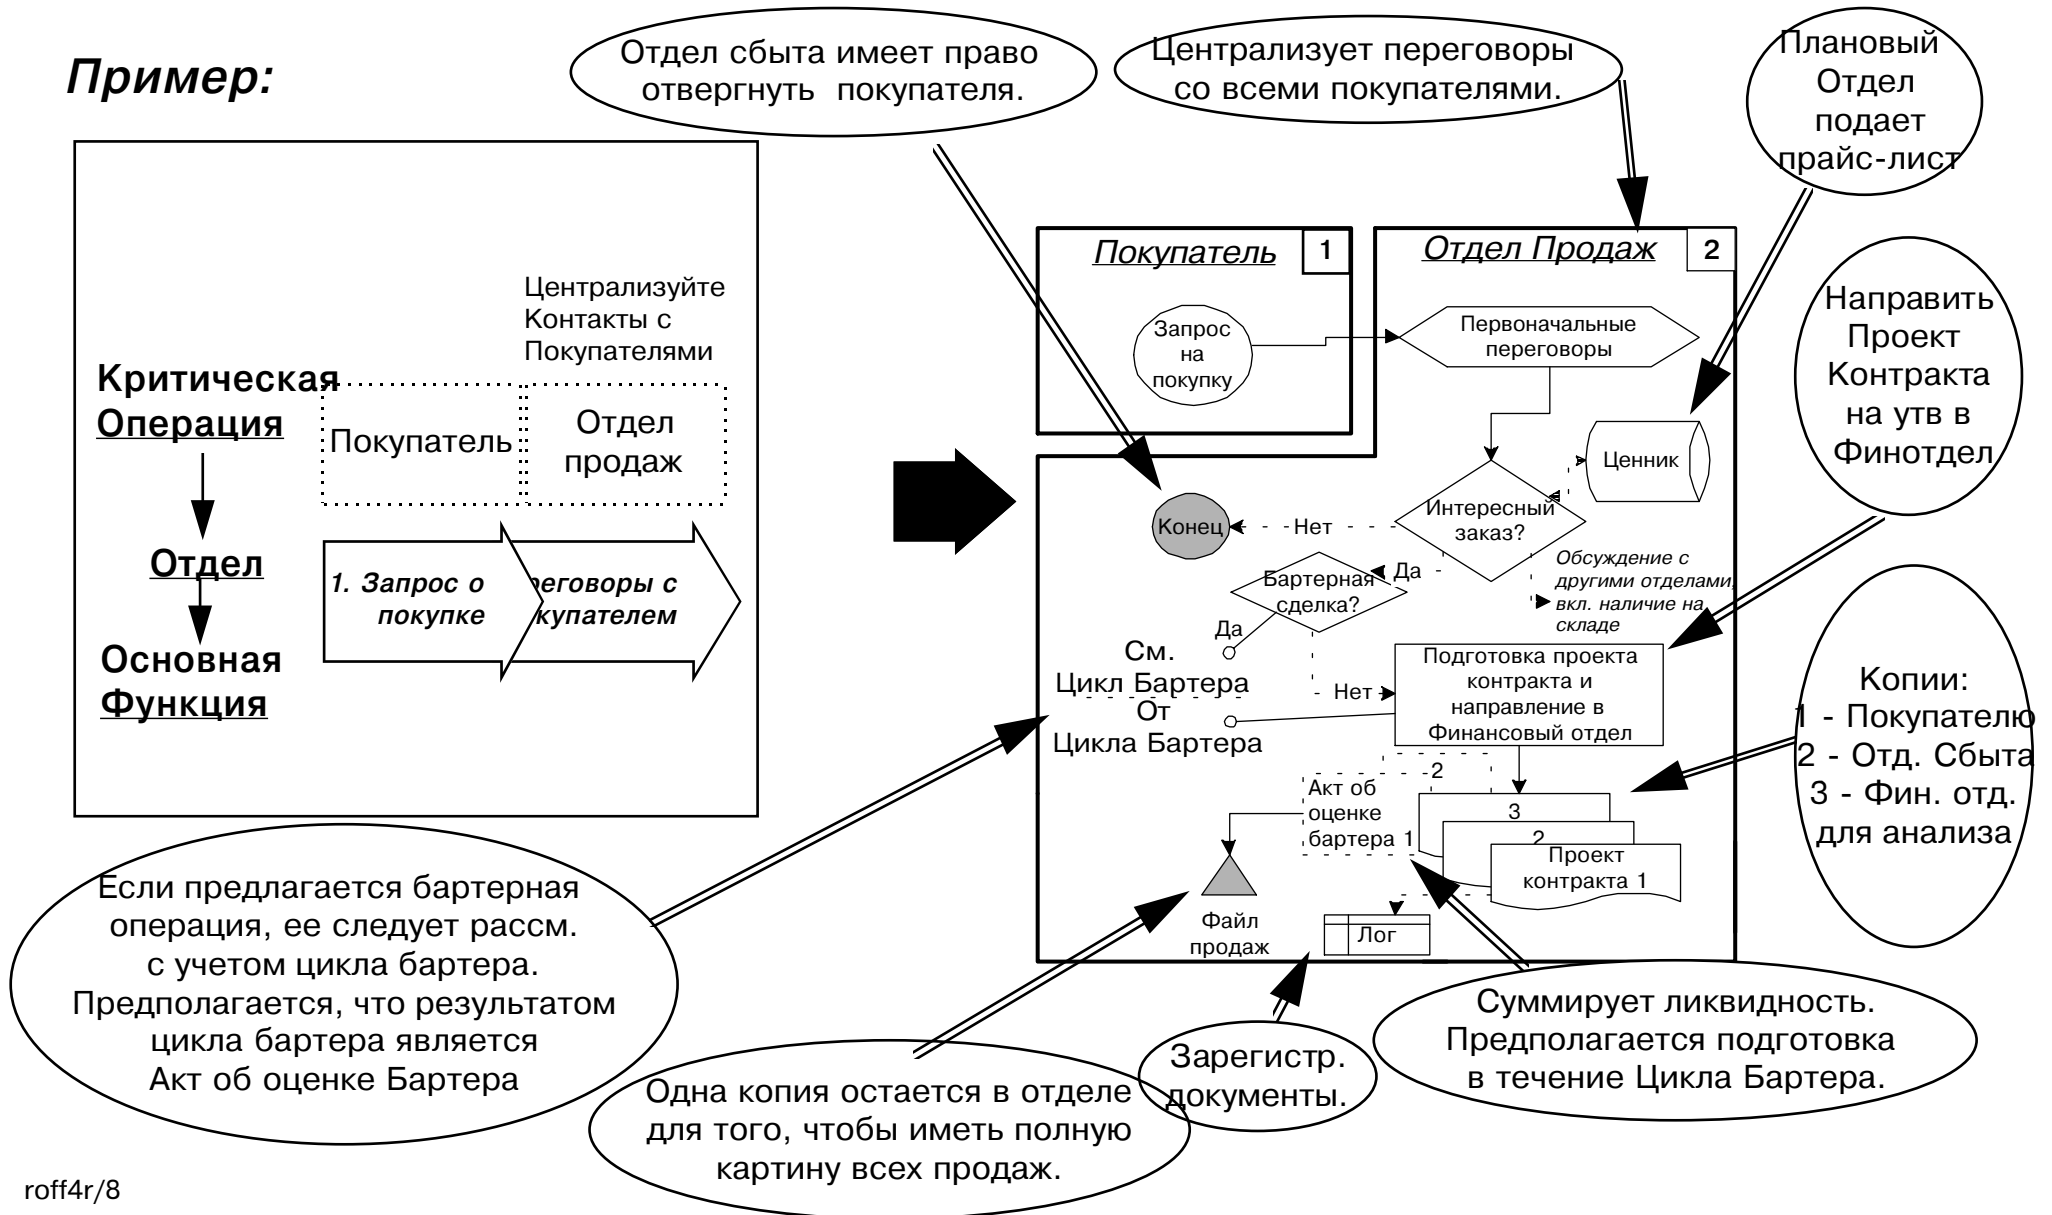 Пример:
Отдел сбыта имеет право
отвергнуть покупателя.
Централизует переговоры
со всеми покупателями.
Плановый
Отдел
подает
прайс-лист
Централизуйте
Контакты с
Покупателями
Критическая
Операция
Покупатель
Отдел
продаж
Отдел
1. Запрос о
покупке
реговоры с
купателем
Основная
Функция
Покупатель
1
Отдел Продаж
2
Запрос
на
покупку
Первоначальные
переговоры
Ценник
Интересный
заказ?
Конец
Нет
Да
Обсуждение с
другими отделами,
вкл. наличие на
складе
Бартерная
сделка?
Да
См.
Цикл Бартера
Нет
От
Цикла Бартера
Подготовка проекта
контракта и
направление в
Финансовый отдел
2
Акт об
оценке
бартера 1
3
2
Проект
контракта 1
Файл
продаж
Лог
Направить
Проект
Контракта
на утв в
Финотдел
Копии:
1 - Покупателю
2 - Отд. Сбыта
3 - Фин. отд.
для анализа
Если предлагается бартерная
операция, ее следует рассм.
с учетом цикла бартера.
Предполагается, что результатом
цикла бартера является
Акт об оценке Бартера
Одна копия остается в отделе
для того, чтобы иметь полную
картину всех продаж.
Зарегистр.
документы.
Суммирует ликвидность.
Предполагается подготовка
в течение Цикла Бартера.
roff4r/8